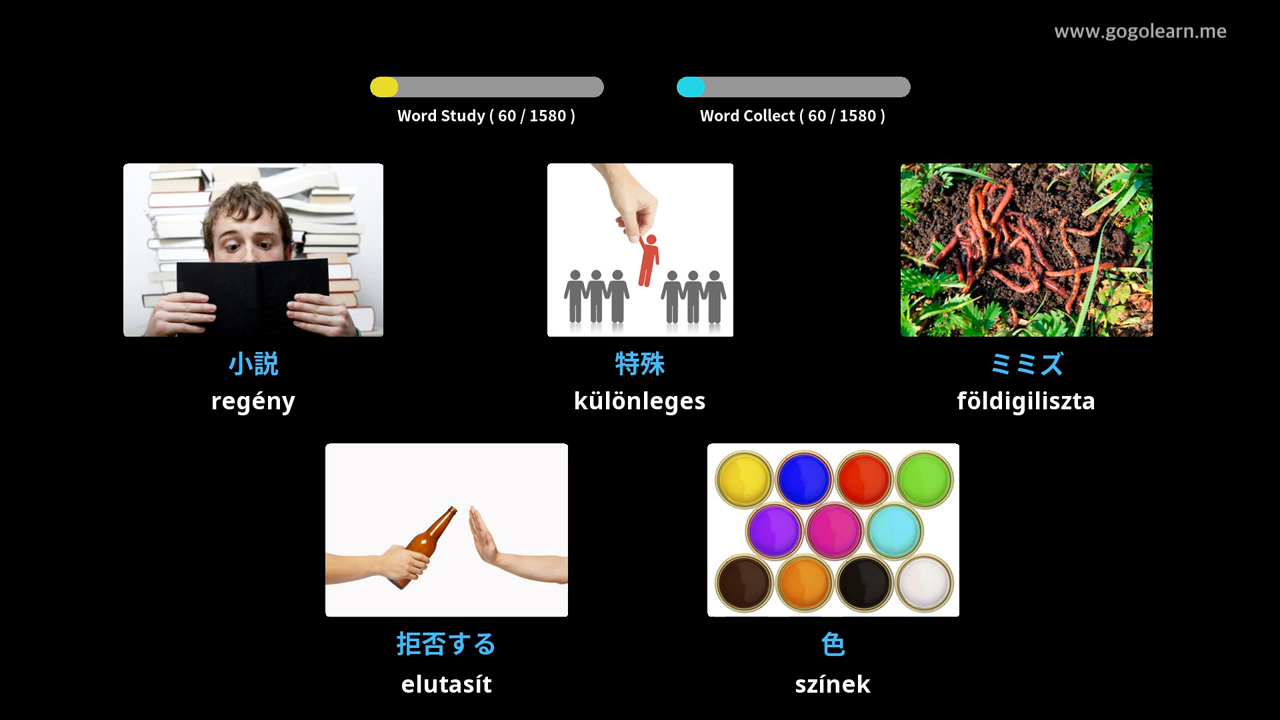 www.gogolearn.me
Word Study ( 60 / 1580 )
Word Collect ( 60 / 1580 )
小説
regény
特殊
különleges
ミミズ
földigiliszta
拒否する
elutasít
色
színek